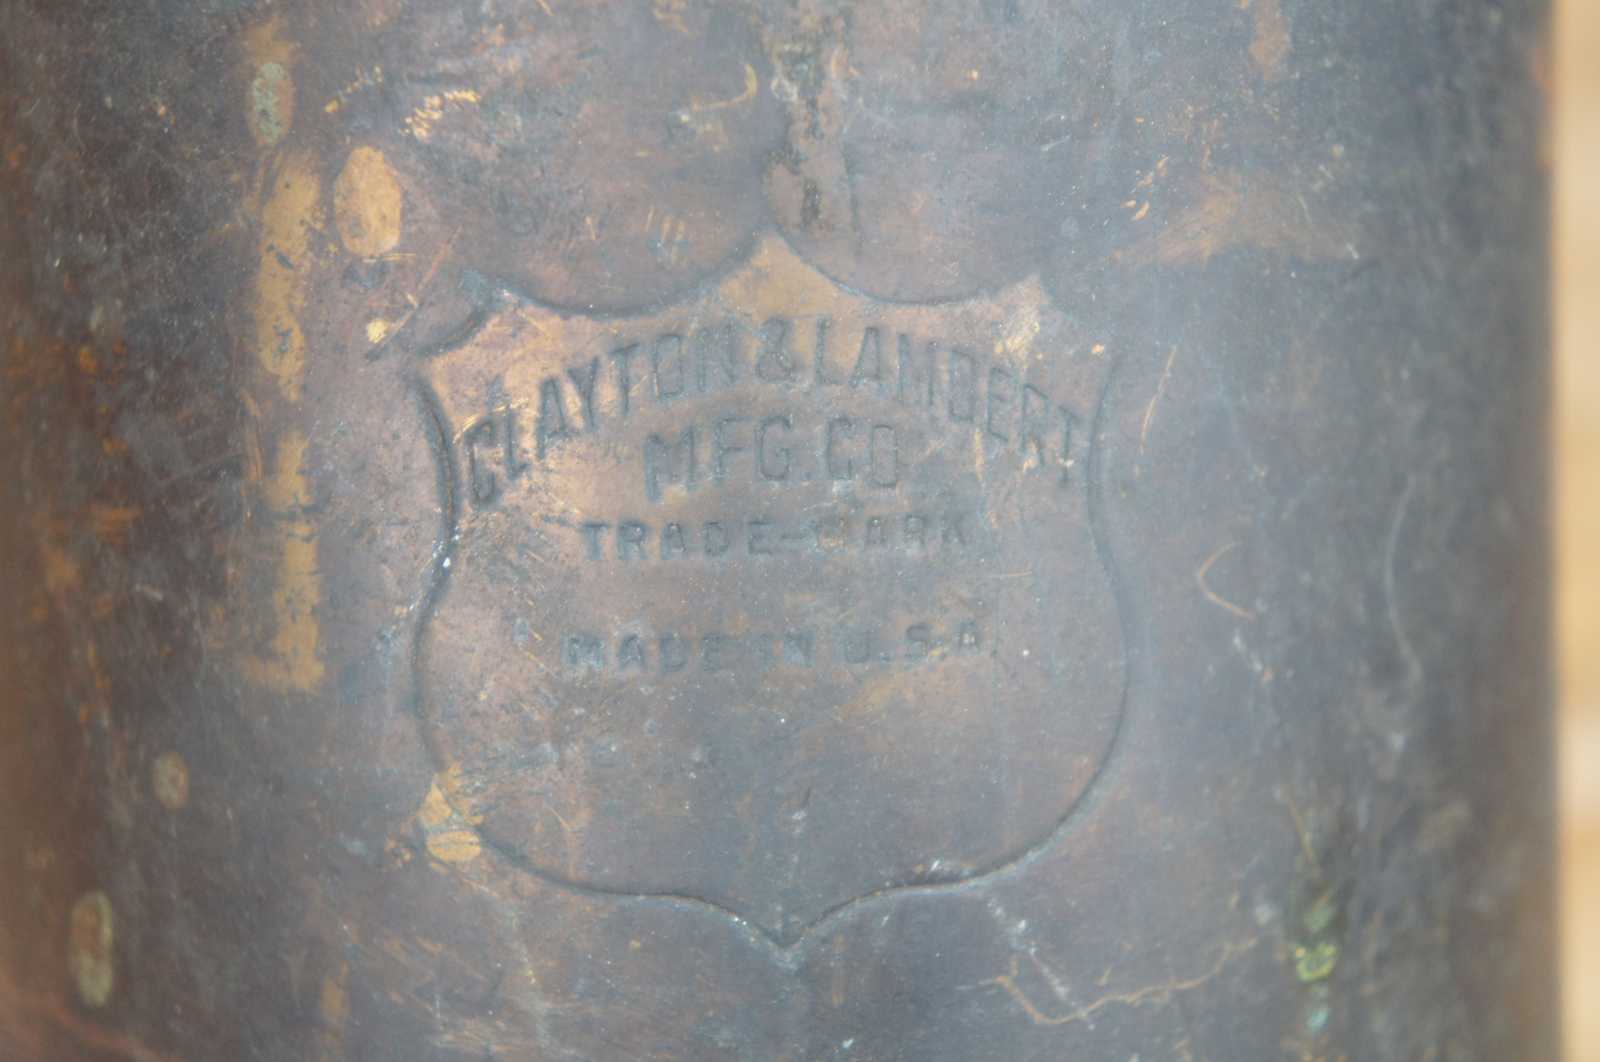 CLAYTON & LAMBERT
MFG. CO
TRADE-MARK
MADE IN U.S.A.